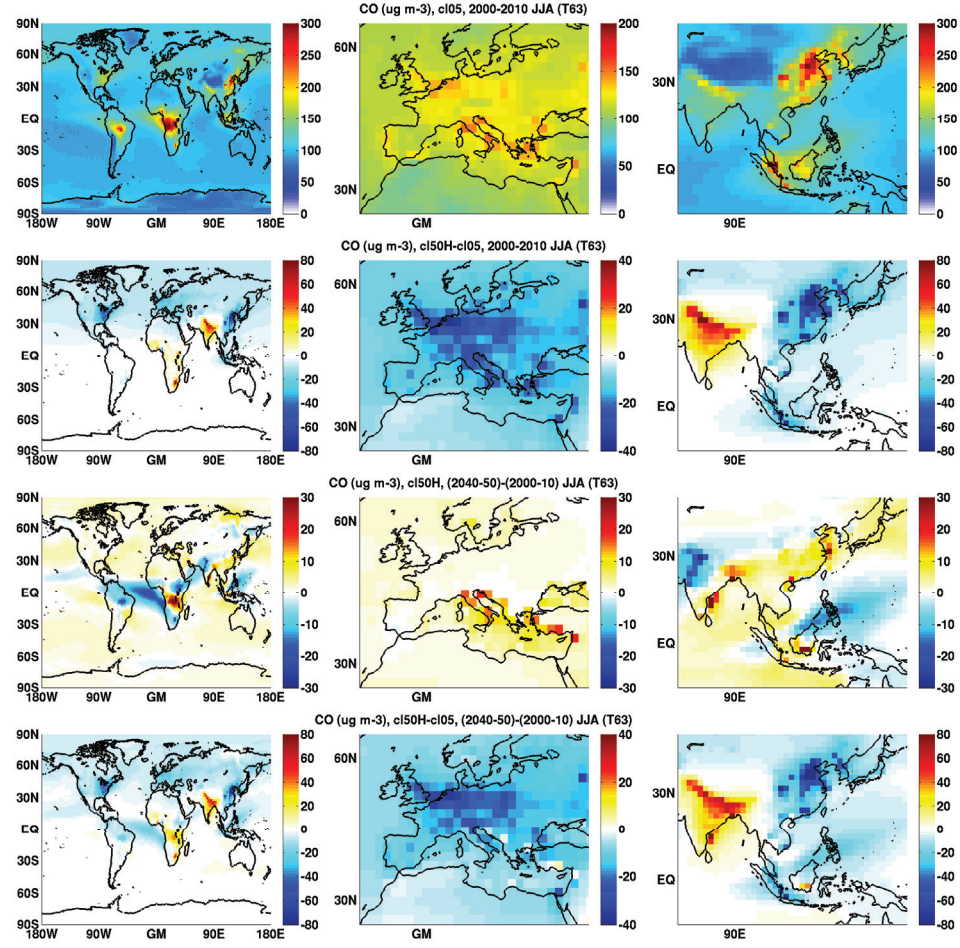 CO (ug m-3), cl05, 2000-2010 JJA (T63)
90N 60N 30N EQ 30S 60S 90S
180W 90W GM 90E 180E
300 250 200 150 100 50 0
60N 30N
GM
200 150 100 50 0
30N EQ
90E
300 250 200 150 100 50 0
CO (ug m-3), cl50H-cl05, 2000-2010 JJA (T63)
90N 60N 30N EQ 30S 60S 90S
180W 90W GM 90E 180E
80 60 40 20 0 -20 -40 -60 -80
60N 30N
GM
40 20 0 -20 -40
30N EQ
90E
80 60 40 20 0 -20 -40 -60 -80
CO (ug m-3), cl50H, (2040-50)-(2000-10) JJA (T63)
90N 60N 30N EQ 30S 60S 90S
180W 90W GM 90E 180E
30 20 10 0 -10 -20 -30
60N 30N
GM
30 20 10 0 -10 -20 -30
30N EQ
90E
30 20 10 0 -10 -20 -30
CO (ug m-3), cl50H-cl05, (2040-50)-(2000-10) JJA (T63)
90N 60N 30N EQ 30S 60S 90S
180W 90W GM 90E 180E
80 60 40 20 0 -20 -40 -60 -80
60N 30N
GM
40 20 0 -20 -40
30N EQ
90E
80 60 40 20 0 -20 -40 -60 -80